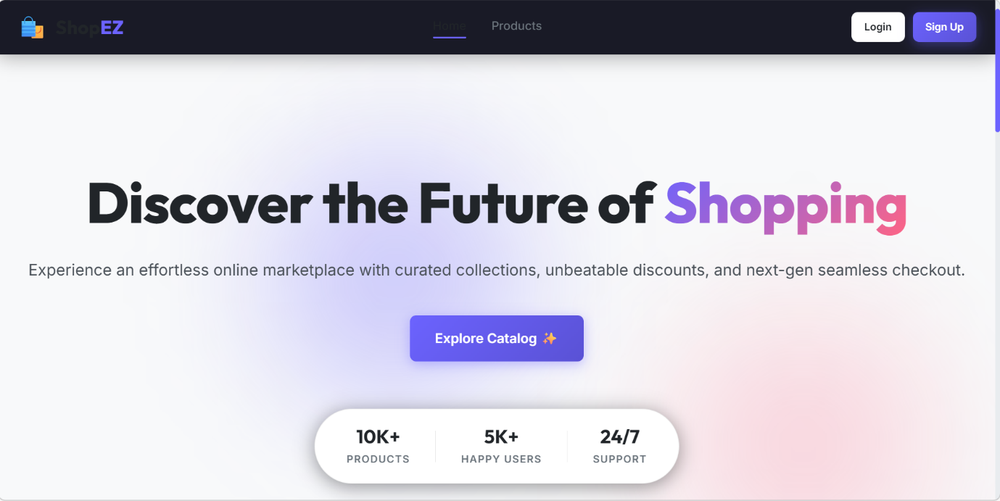 ShopEZ
Home
Products
Login
Sign Up
Discover the Future of Shopping
Experience an effortless online marketplace with curated collections, unbeatable discounts, and next-gen seamless checkout.
Explore Catalog ✨
10K+
PRODUCTS
5K+
HAPPY USERS
24/7
SUPPORT